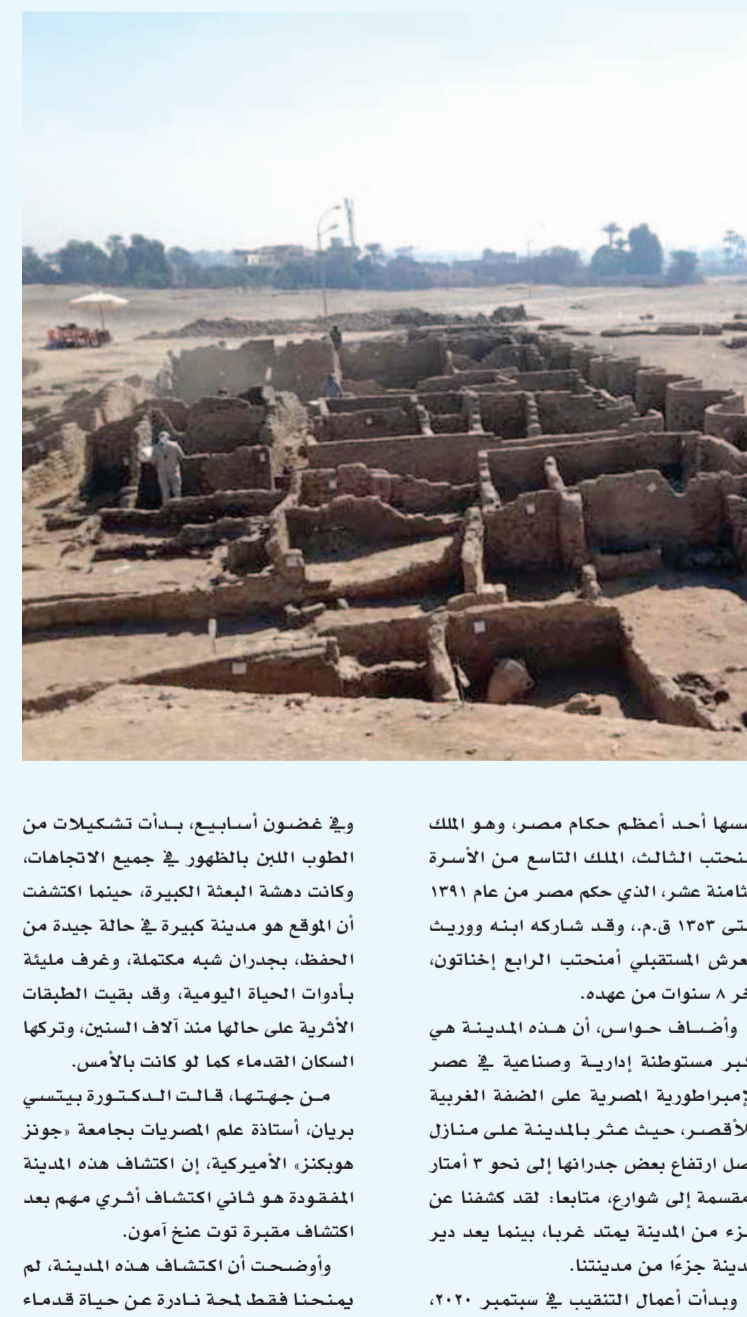 فسها أحد أعظم حكام مصر، وهو الملك
منحتب الثالث، الملك التاسع من الأسرة
ثامنة عشر، الذي حكم مصر من عام ١٣٩١
تى ١٣٥٣ ق.م.، وقد شاركه ابنه ووريث
عرش المستقبلي أمنحتب الرابع إخناتون،
خر ٨ سنوات من عهده.
وأضاف حواس، أن هذه المدينة هي
كبر مستوطنة إدارية وصناعية في عصر
لإمبراطورية المصرية على الضفة الغربية
لأقصر، حيث عثر بالمدينة على منازل
صل ارتفاع بعض جدرانها إلى نحو ٣ أمتار
مقسمة إلى شوارع، متابعا: لقد كشفنا عن
زء من المدينة يمتد غربا، بينما يعد دير
دينة جزءًا من مدينتنا.
وبدأت أعمال التنقيب في سبتمبر ٢٠٢٠،
وفي غضون أسابيع، بدأت تشكيلات من
الطوب اللبن بالظهور في جميع الاتجاهات،
وكانت دهشة البعثة الكبيرة، حينما اكتشفت
أن الموقع هو مدينة كبيرة في حالة جيدة من
الحفظ، بجدران شبه مكتملة، وغرف مليئة
بأدوات الحياة اليومية، وقد بقيت الطبقات
الأثرية على حالها منذ آلاف السنين، وتركها
السكان القدماء كما لو كانت بالأمس.
من جهتها، قالت الدكتورة بيتسي
بريان، أستاذة علم المصريات بجامعة «جونز
هوبكنز» الأميركية، إن اكتشاف هذه المدينة
المفقودة هو ثاني اكتشاف أثري مهم بعد
اكتشاف مقبرة توت عنخ آمون.
وأوضحت أن اكتشاف هذه المدينة، لم
يمنحنا فقط لمحة نادرة عن حياة قدماء